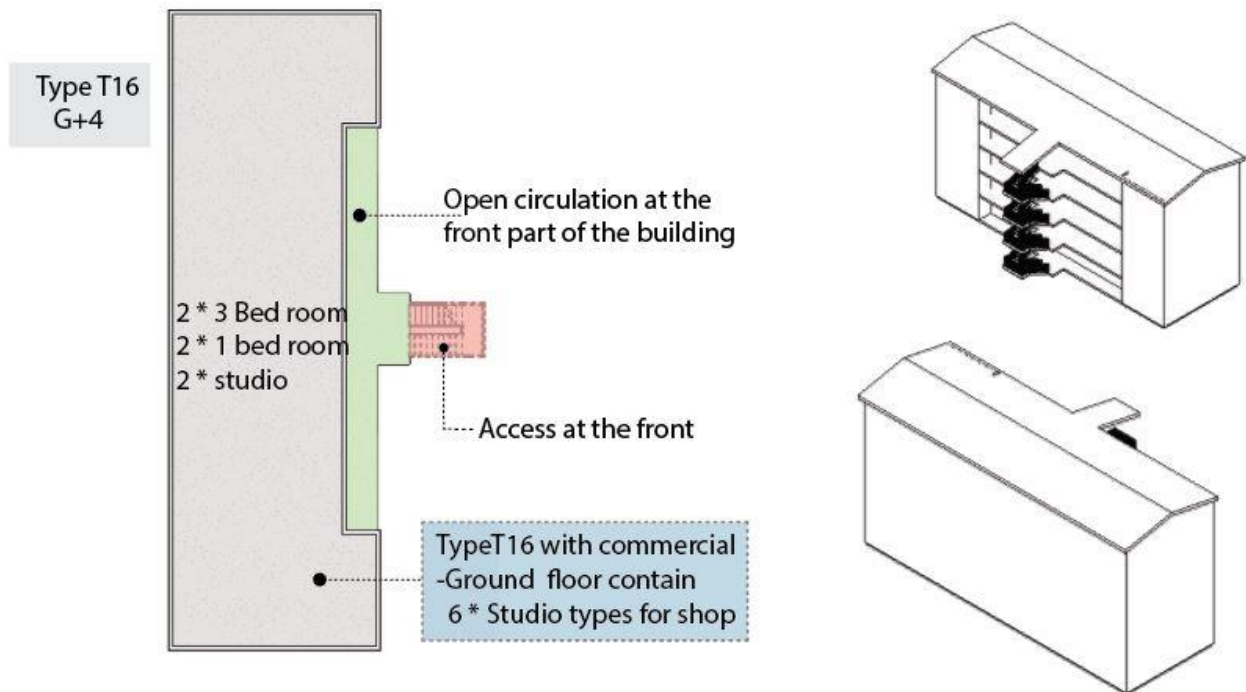 Type T16
G+4
Open circulation at the
front part of the building
2 * 3 Bed room
2 * 1 bed room
2 * studio
Access at the front
TypeT16 with commercial
-Ground floor contain
6 * Studio types for shop